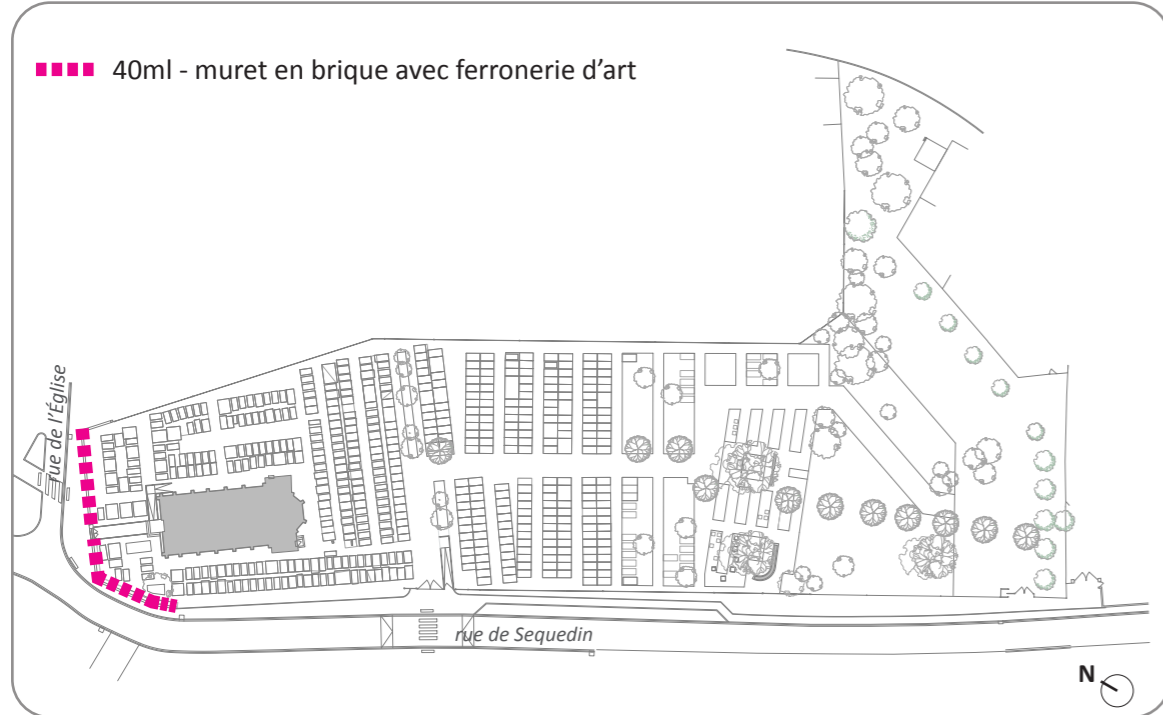 40ml - muret en brique avec ferronerie d'art
rue de l'Église
rue de Sequedin
N